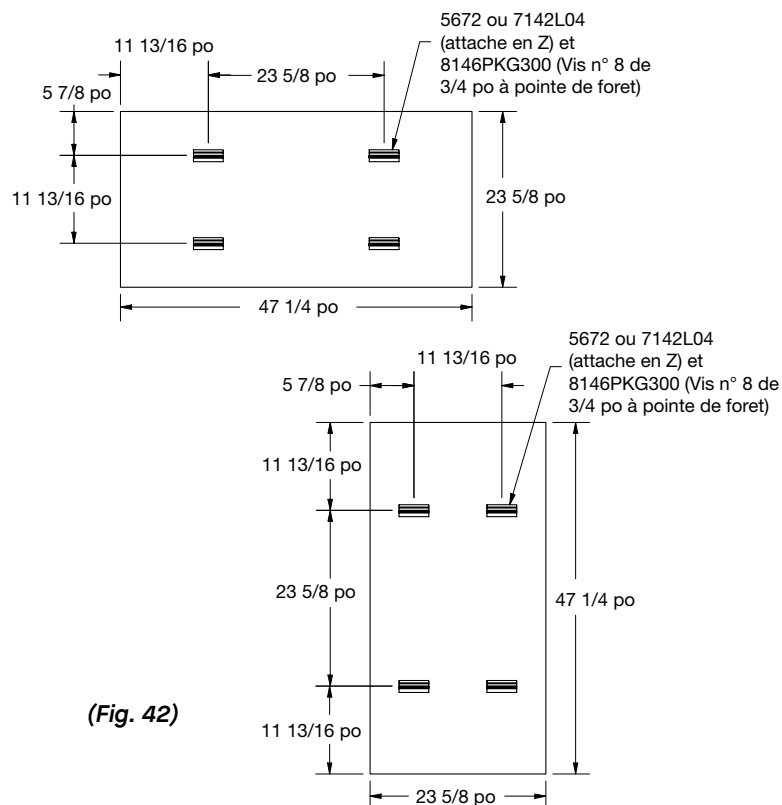 5672 ou 7142L04
(attache en Z) et
8146PKG300 (Vis n° 8 de
3/4 po à pointe de foret)
11 13/16 po
23 5/8 po
5 7/8 po
11 13/16 po
23 5/8 po
47 1/4 po
5672 ou 7142L04
(attache en Z) et
8146PKG300 (Vis n° 8 de
3/4 po à pointe de foret)
11 13/16 po
5 7/8 po
11 13/16 po
23 5/8 po
47 1/4 po
11 13/16 po
23 5/8 po
(Fig. 42)